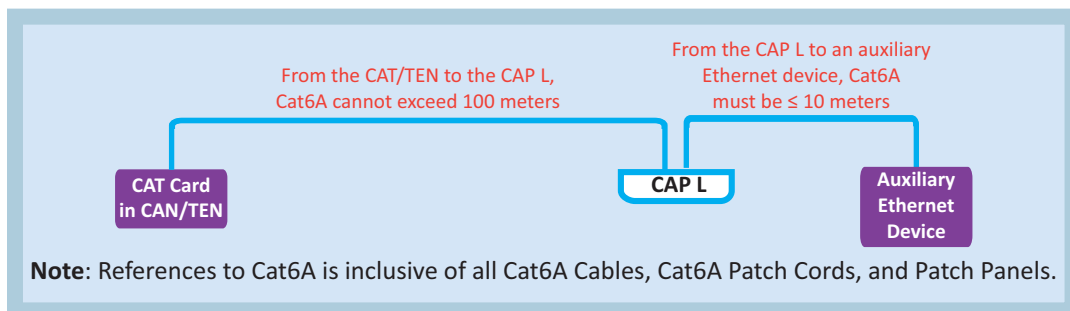 From the CAT/TEN to the CAP L,
Cat6A cannot exceed 100 meters
From the CAP L to an auxiliary
Ethernet device, Cat6A
must be ≤ 10 meters
CAT Card
in CAN/TEN
CAP L
Auxiliary
Ethernet
Device
Note: References to Cat6A is inclusive of all Cat6A Cables, Cat6A Patch Cords, and Patch Panels.